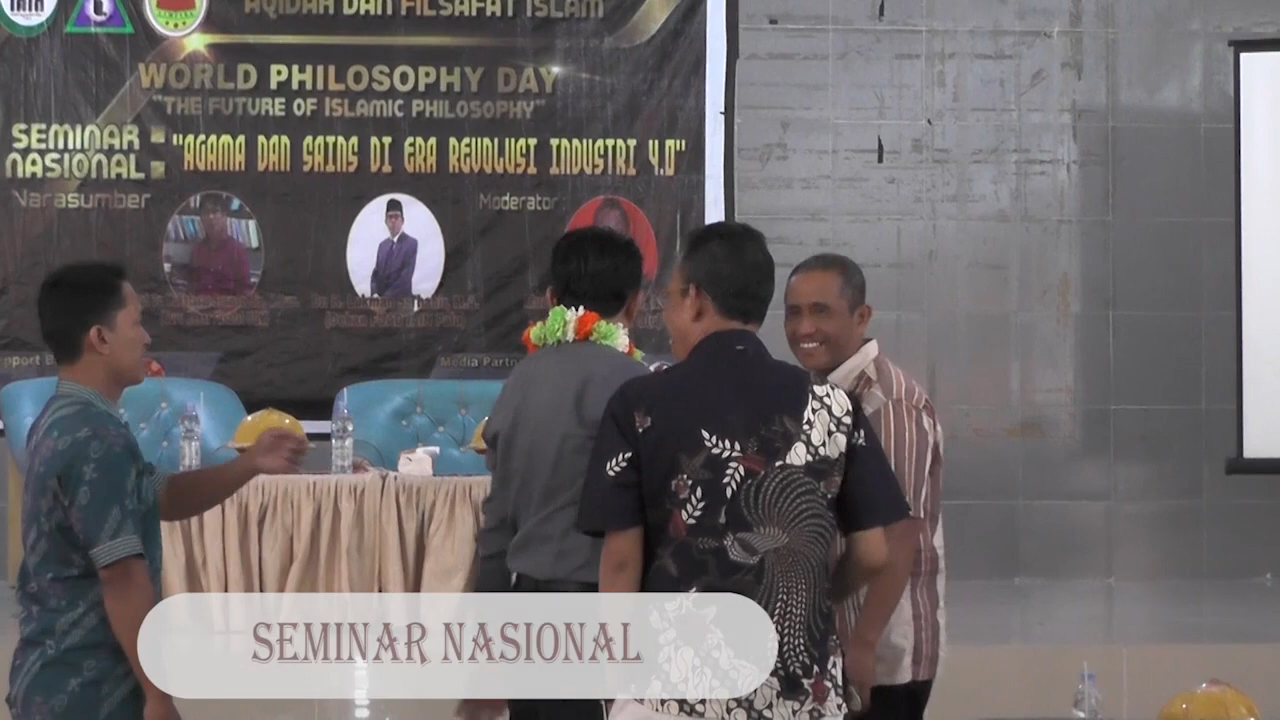 AQIDAH DAN FILSAFAT ISLAM
WORLD PHILOSOPHY DAY
"THE FUTURE OF ISLAMIC PHILOSOPHY"
SEMINAR NASIONAL :
"AGAMA DAN SAINS DI ERA REVOLUSI INDUSTRI 4.0"
Narasumber
Moderator :
Media Partn
SEMINAR NASIONAL